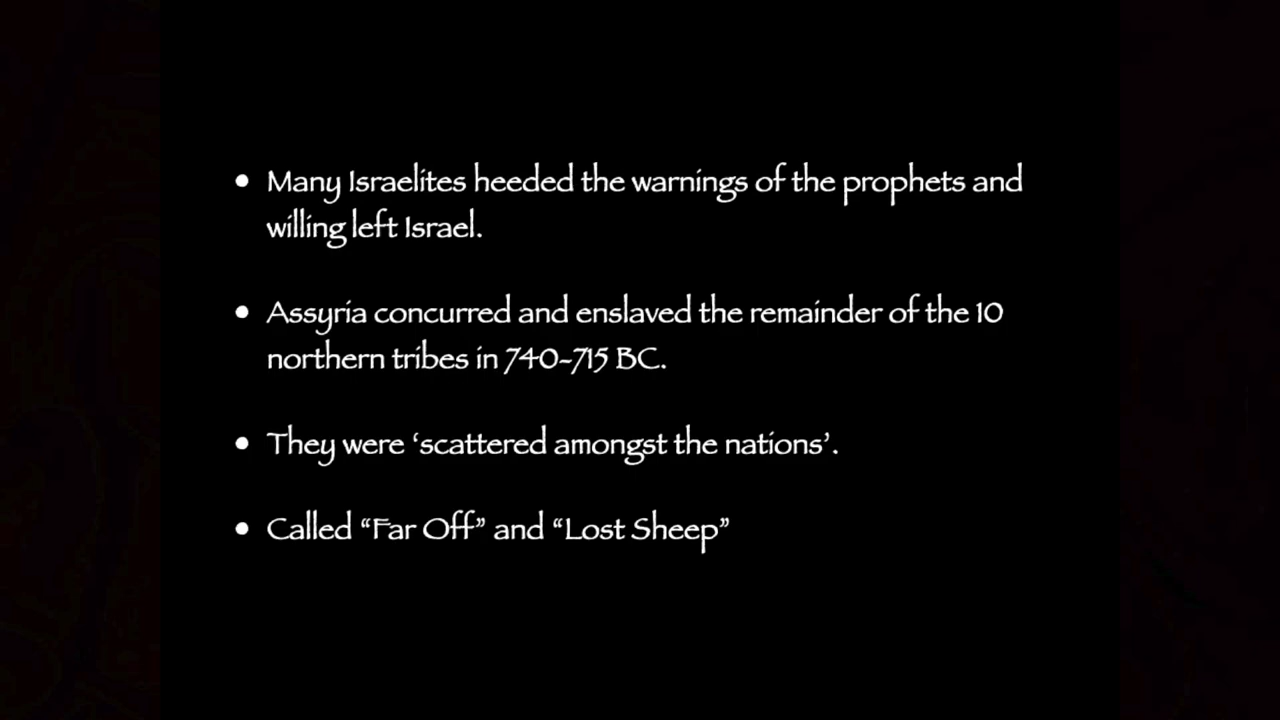 • Many Israelites heeded the warnings of the prophets and
willing left Israel.
• Assyria concurred and enslaved the remainder of the 10
northern tribes in 740-715 BC.
• They were ‘scattered amongst the nations’.
• Called “Far Off” and “Lost Sheep”